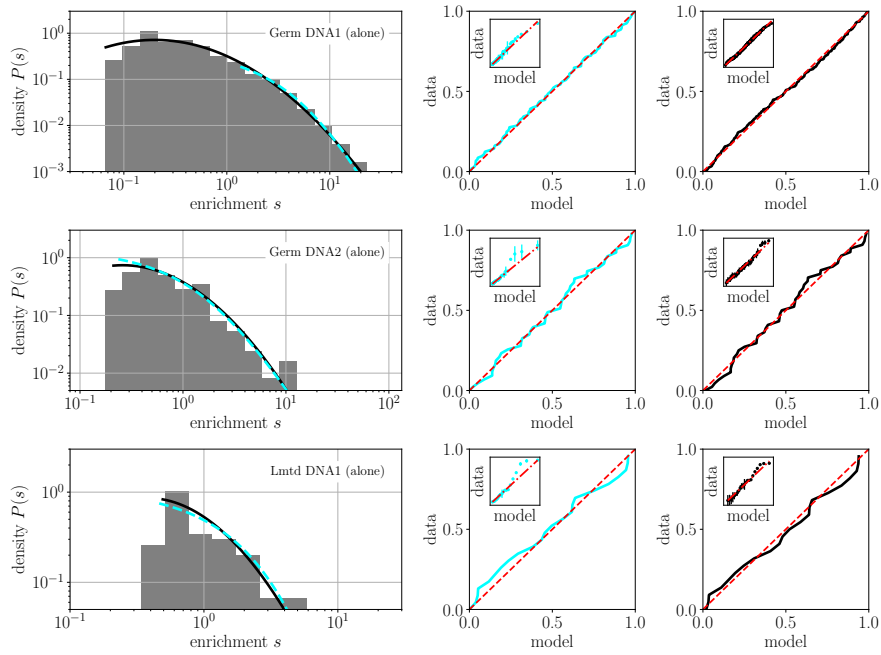 density P(s)
10^0
10^-1
10^-2
10^-3
Germ DNA1 (alone)
10^-1
10^0
10^1
enrichment s
data
1.0
0.5
0.0
data
model
0.0
0.5
1.0
model
data
1.0
0.5
0.0
data
model
0.0
0.5
1.0
model
density P(s)
10^0
10^-1
10^-2
Germ DNA2 (alone)
10^-1
10^0
10^1
10^2
enrichment s
data
1.0
0.5
0.0
data
model
0.0
0.5
1.0
model
data
1.0
0.5
0.0
data
model
0.0
0.5
1.0
model
density P(s)
10^0
10^-1
Lmtd DNA1 (alone)
10^-1
10^0
10^1
enrichment s
data
1.0
0.5
0.0
data
model
0.0
0.5
1.0
model
data
1.0
0.5
0.0
data
model
0.0
0.5
1.0
model